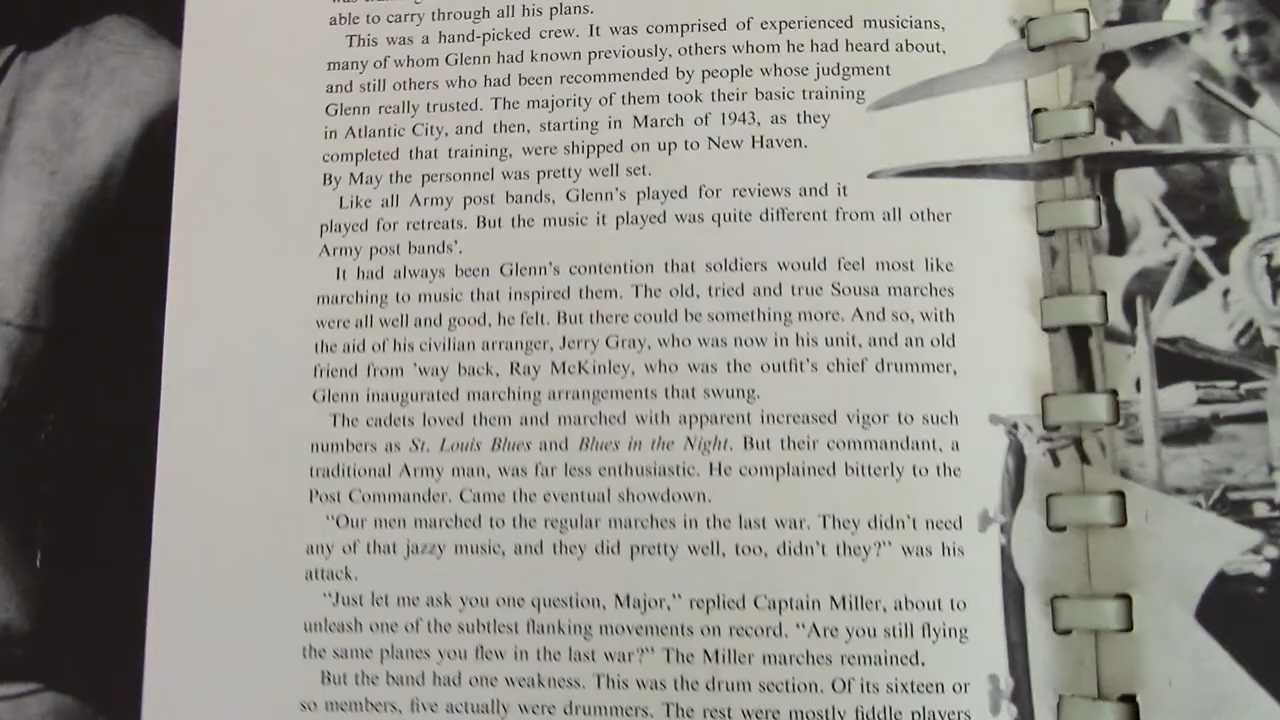 able to carry through all his plans.
This was a hand-picked crew. It was comprised of experienced musicians,
many of whom Glenn had known previously, others whom he had heard about,
and still others who had been recommended by people whose judgment
Glenn really trusted. The majority of them took their basic training
in Atlantic City, and then, starting in March of 1943, as they
completed that training, were shipped on up to New Haven.
By May the personnel was pretty well set.
Like all Army post bands, Glenn's played for reviews and it
played for retreats. But the music it played was quite different from all other
Army post bands'.
It had always been Glenn's contention that soldiers would feel most like
marching to music that inspired them. The old, tried and true Sousa marches
were all well and good, he felt. But there could be something more. And so, with
the aid of his civilian arranger, Jerry Gray, who was now in his unit, and an old
friend from 'way back, Ray McKinley, who was the outfit's chief drummer,
Glenn inaugurated marching arrangements that swung.
The cadets loved them and marched with apparent increased vigor to such
numbers as St. Louis Blues and Blues in the Night. But their commandant, a
traditional Army man, was far less enthusiastic. He complained bitterly to the
Post Commander. Came the eventual showdown.
"Our men marched to the regular marches in the last war. They didn't need
any of that jazzy music, and they did pretty well, too, didn't they?" was his
attack.
"Just let me ask you one question, Major," replied Captain Miller, about to
unleash one of the subtlest flanking movements on record. "Are you still flying
the same planes you flew in the last war?" The Miller marches remained.
But the band had one weakness. This was the drum section. Of its sixteen or
so members, five actually were drummers. The rest were mostly fiddle players